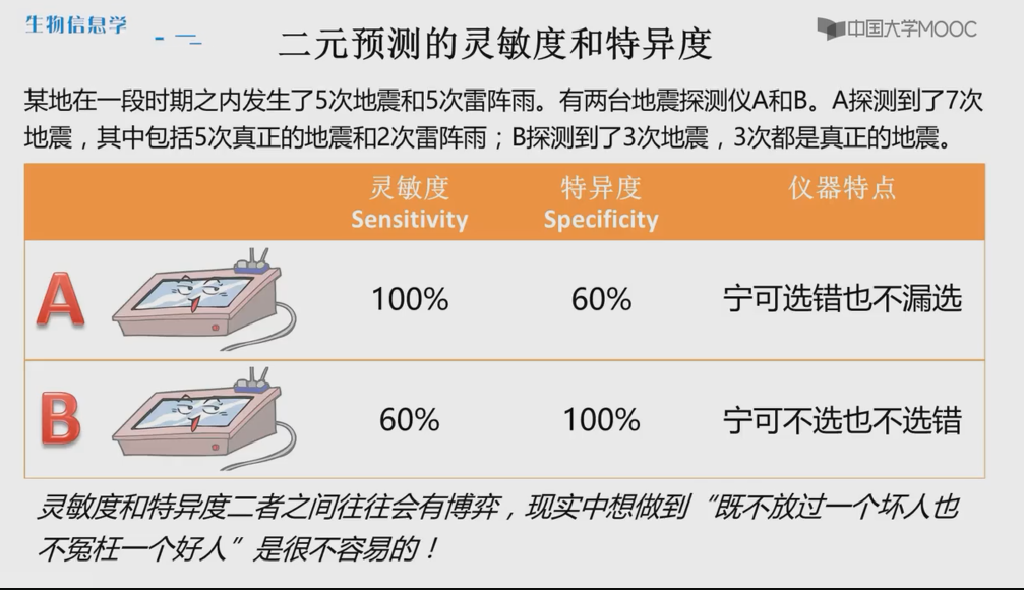 生物信息学
中国大学MOOC
二元预测的灵敏度和特异度
某地在一段时期之内发生了5次地震和5次雷阵雨。有两台地震探测仪A和B。A探测到了7次
地震，其中包括5次真正的地震和2次雷阵雨；B探测到了3次地震，3次都是真正的地震。
灵敏度 特异度 仪器特点
Sensitivity Specificity
A 100% 60% 宁可选错也不漏选
B 60% 100% 宁可不选也不选错
灵敏度和特异度二者之间往往会有博弈，现实中想做到“既不放过一个坏人也
不冤枉一个好人”是很不容易的！